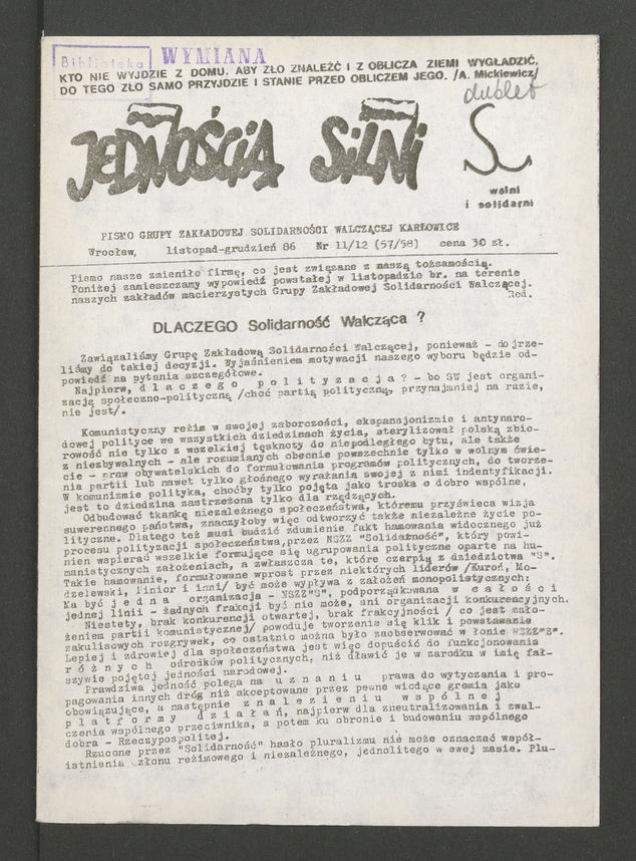 Biblioteka
WYMIANA
KTO NIE WYJDZIE Z DOMU, ABY ZŁO ZNALEŹĆ I Z OBLICZA ZIEMI WYGŁADZIĆ,
DO TEGO ZŁO SAMO PRZYJDZIE I STANIE PRZED OBLICZEM JEGO. /A. Mickiewicz/
dublet
JEDNOŚCIĄ SILNI
wolni
i solidarni
PISMO GRUPY ZAKŁADOWEJ SOLIDARNOŚCI WALCZĄCEJ KARŁOWICE
Wrocław, listopad-grudzień 86 Nr 11/12 (57/58) cena 30 zł.
Pismo nasze zmieniło firmę, co jest związane z naszą tożsamością.
Poniżej zamieszczamy wypowiedź powstałej w listopadzie br. na terenie
naszych zakładów macierzystych Grupy Zakładowej Solidarności Walczącej.
Red.
DLACZEGO Solidarność Walcząca ?
Zawiązaliśmy Grupę Zakładową Solidarności Walczącej, ponieważ - dojrze-
liśmy do takiej decyzji. Wyjaśnieniem motywacji naszego wyboru będzie od-
powiedź na pytania szczegółowe.
Najpierw, d l a c z e g o p o l i t y z a c j a ? - bo SW jest organi-
zacją społeczno-polityczną /choć partią polityczną, przynajmniej na razie,
nie jest/.
Komunistyczny reżim w swojej zaborczości, ekspansjonizmie i antynaro-
dowej polityce we wszystkich dziedzinach życia, sterylizował polską zbio-
rowość nie tylko z wszelkiej tęsknoty do niepodległego bytu, ale także
z niezbywalnych - ale rozumianych obecnie powszechnie tylko w wolnym świe-
cie - praw obywatelskich do formułowania programów politycznych, do tworze-
nia partii lub nawet tylko głośnego wyrażania swojej z nimi indentyfikacji.
W komunizmie polityka, choćby tylko pojęta jako troska o dobro wspólne,
jest to dziedzina zastrzeżona tylko dla rządzących.
Odbudować tkankę niezależnego społeczeństwa, któremu przyświeca wizja
suwerennego państwa, znaczyłoby więc odtworzyć także niezależne życie po-
lityczne. Dlatego też musi budzić zdumienie fakt hamowania widocznego już
procesu polityzacji społeczeństwa,przez NSZZ "Solidarność", który powi-
nien wspierać wszelkie formujące się ugrupowania polityczne oparte na hu-
manistycznych założeniach, a zwłaszcza te, które czerpią z dziedzictwa "S".
Takie hamowanie, formułowane wprost przez niektórych liderów /Kuroń, Mo-
dzelewski, Pinior i inni/ być może wypływa z założeń monopolistycznych:
Ma być j e d n a organizacja - NSZZ"S", podporządkowana w c a ł o ś c i
jednej linii - żadnych frakcji być nie może, ani organizacji konkurencyjnych.
Niestety, brak konkurencji otwartej, brak frakcyjności / co jest zało-
żeniem partii komunistycznej/ powoduje tworzenie się klik i powstawanie
zakulisowych rozgrywek, co ostatnio można było zaobserwować w łonie NSZZ"S".
Lepiej i zdrowiej dla społeczeństwa jest więc dopuścić do funkcjonowania
r ó ż n y c h ośrodków politycznych, niż dławić je w zarodku w imię fał-
szywie pojętej jedności narodowej.
Prawdziwa jedność polega na u z n a n i u prawa do wytyczania i pro-
pagowania innych dróg niż akceptowane przez pewne wiodące gremia jako
obowiązujące, a następnie z n a l e z i e n i u w s p ó l n e j
p l a t f o r m y d z i a ł a ń, najpierw dla zneutralizowania i zwal-
czenia wspólnego przeciwnika, a potem ku obronie i budowaniu wspólnego
dobra - Rzeczypospolitej.
Rzucone przez "Solidarność" hasło pluralizmu nie może oznaczać współ-
istnienia członu reżimowego i niezależnego, jednolitego w swej masie. Plu-